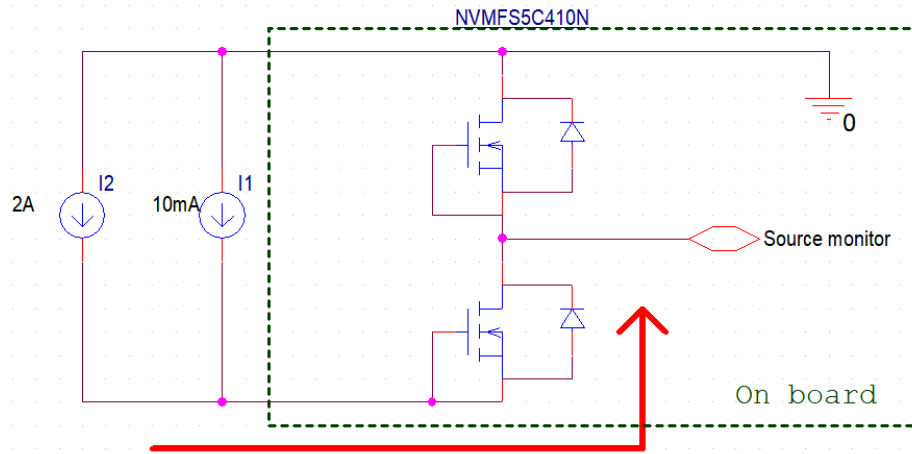 NVMFS5C410N
0
I2
I1
2A
10mA
Source monitor
On board